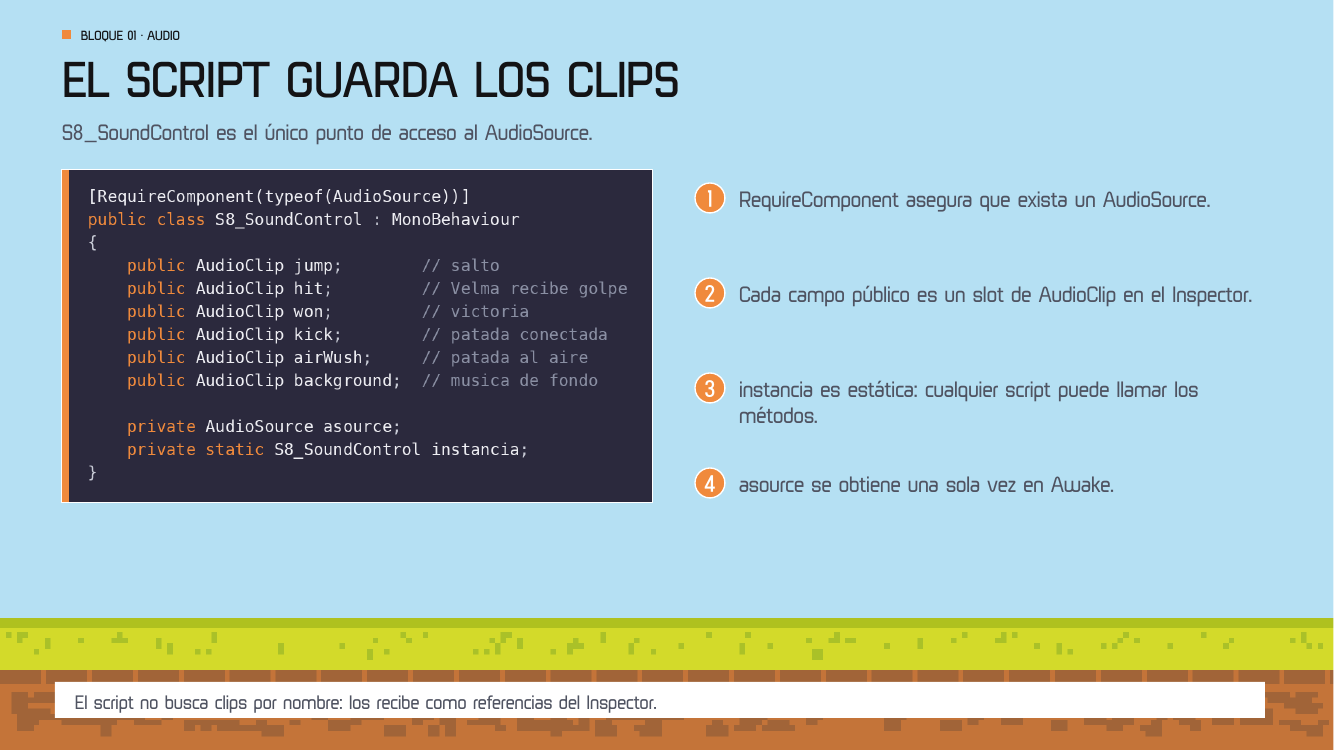 BLOQUE 01 · AUDIO
EL SCRIPT GUARDA LOS CLIPS
S8_SoundControl es el único punto de acceso al AudioSource.
[RequireComponent(typeof(AudioSource))]
public class S8_SoundControl : MonoBehaviour
{
    public AudioClip jump;        // salto
    public AudioClip hit;         // Velma recibe golpe
    public AudioClip won;         // victoria
    public AudioClip kick;        // patada conectada
    public AudioClip airWush;     // patada al aire
    public AudioClip background;  // musica de fondo
    private AudioSource asource;
    private static S8_SoundControl instancia;
}
1 RequireComponent asegura que exista un AudioSource.
2 Cada campo público es un slot de AudioClip en el Inspector.
3 instancia es estática: cualquier script puede llamar los
métodos.
4 asource se obtiene una sola vez en Awake.
El script no busca clips por nombre: los recibe como referencias del Inspector.